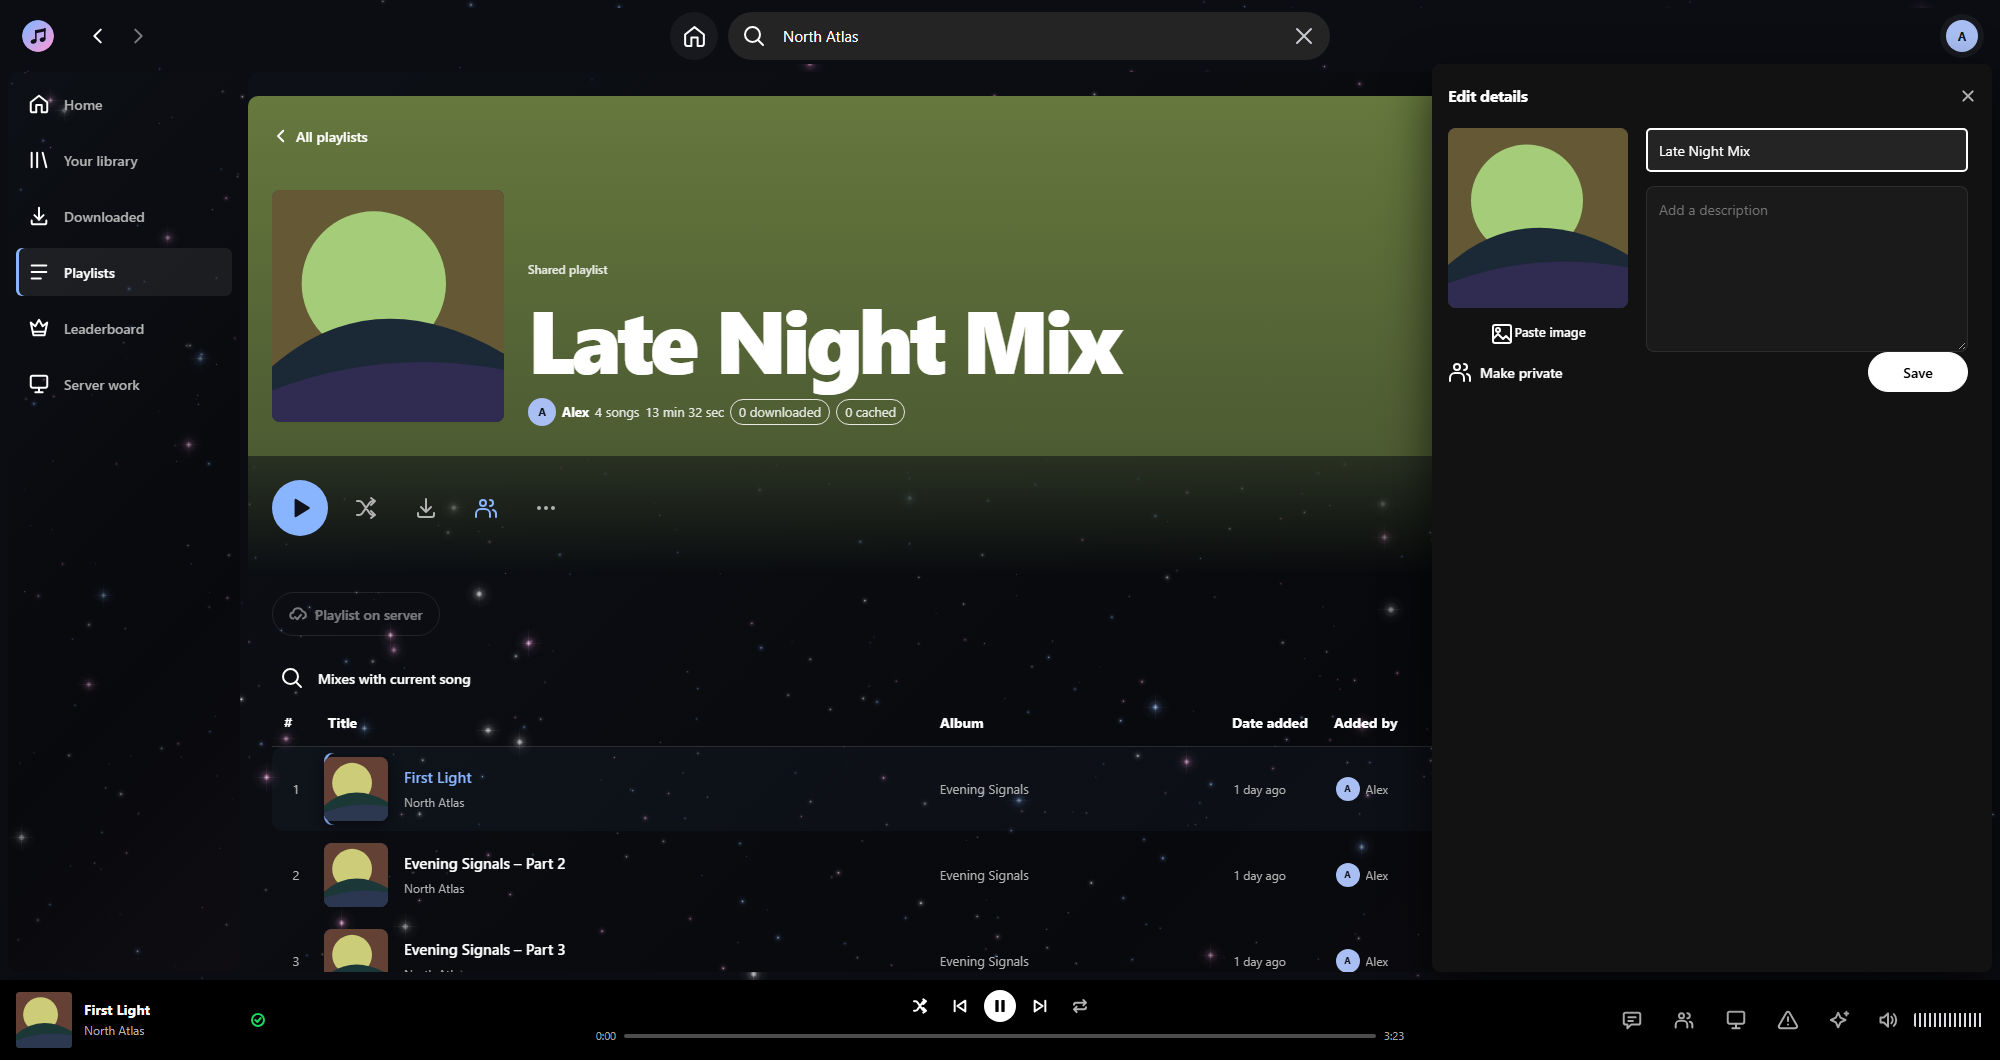 North Atlas
A
Home
Your library
Downloaded
Playlists
Leaderboard
Server work
All playlists
Shared playlist
Late Night Mix
A Alex 4 songs 13 min 32 sec 0 downloaded 0 cached
Playlist on server
Mixes with current song
# Title Album Date added Added by
1 First Light Evening Signals 1 day ago A Alex
North Atlas
2 Evening Signals – Part 2 Evening Signals 1 day ago A Alex
North Atlas
3 Evening Signals – Part 3 Evening Signals 1 day ago A Alex
Edit details
Late Night Mix
Add a description
Paste image
Make private
Save
First Light
North Atlas
0:00 3:23